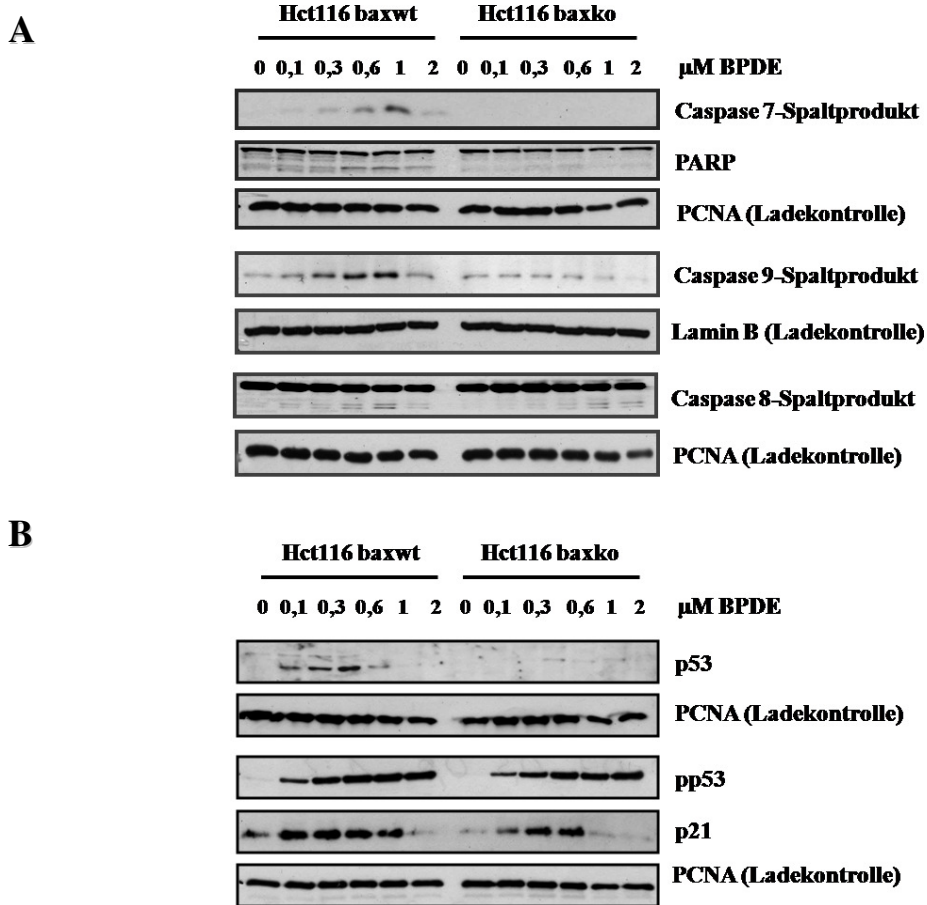 A
Hct116 baxwt Hct116 baxko
0 0,1 0,3 0,6 1 2 0 0,1 0,3 0,6 1 2 µM BPDE
Caspase 7-Spaltprodukt
PARP
PCNA (Ladekontrolle)
Caspase 9-Spaltprodukt
Lamin B (Ladekontrolle)
Caspase 8-Spaltprodukt
PCNA (Ladekontrolle)
B
Hct116 baxwt Hct116 baxko
0 0,1 0,3 0,6 1 2 0 0,1 0,3 0,6 1 2 µM BPDE
p53
PCNA (Ladekontrolle)
pp53
p21
PCNA (Ladekontrolle)